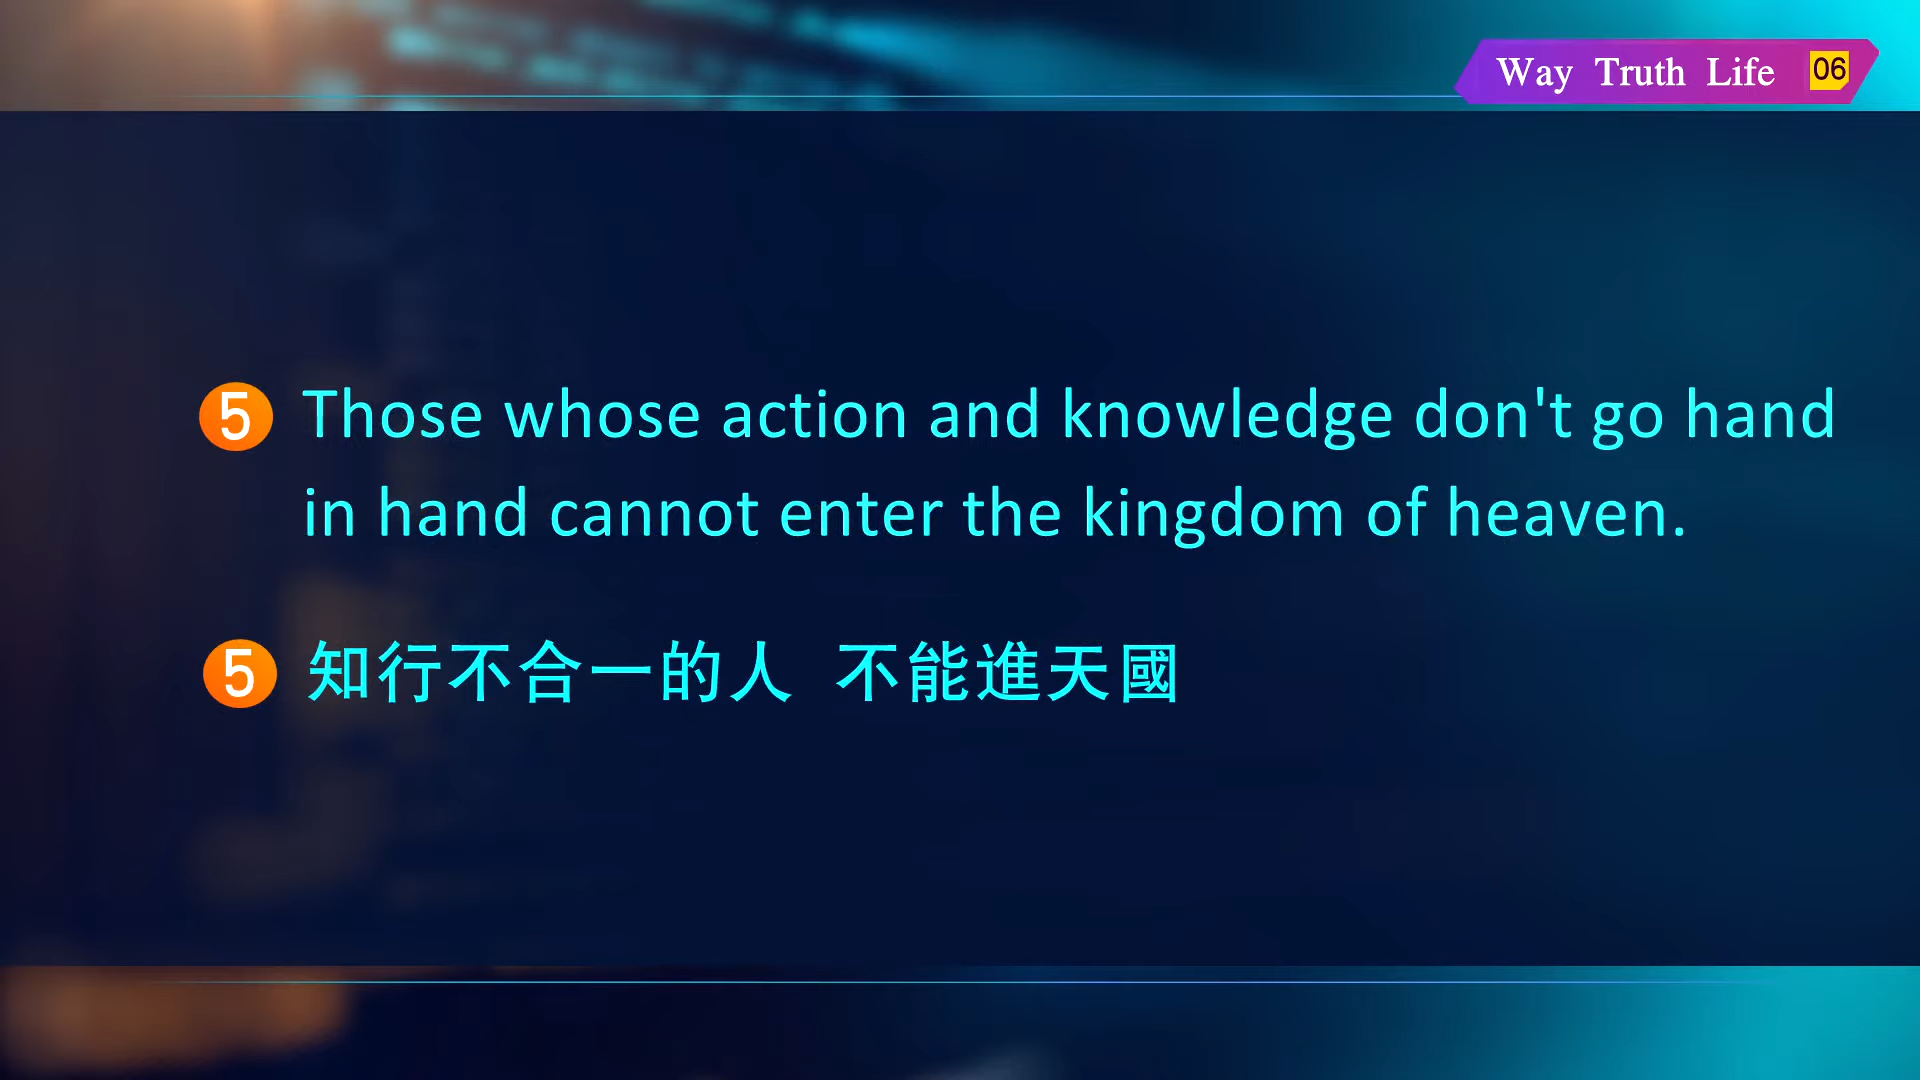 Way Truth Life 06
5 Those whose action and knowledge don't go hand
in hand cannot enter the kingdom of heaven.
5 知行不合一的人 不能進天國